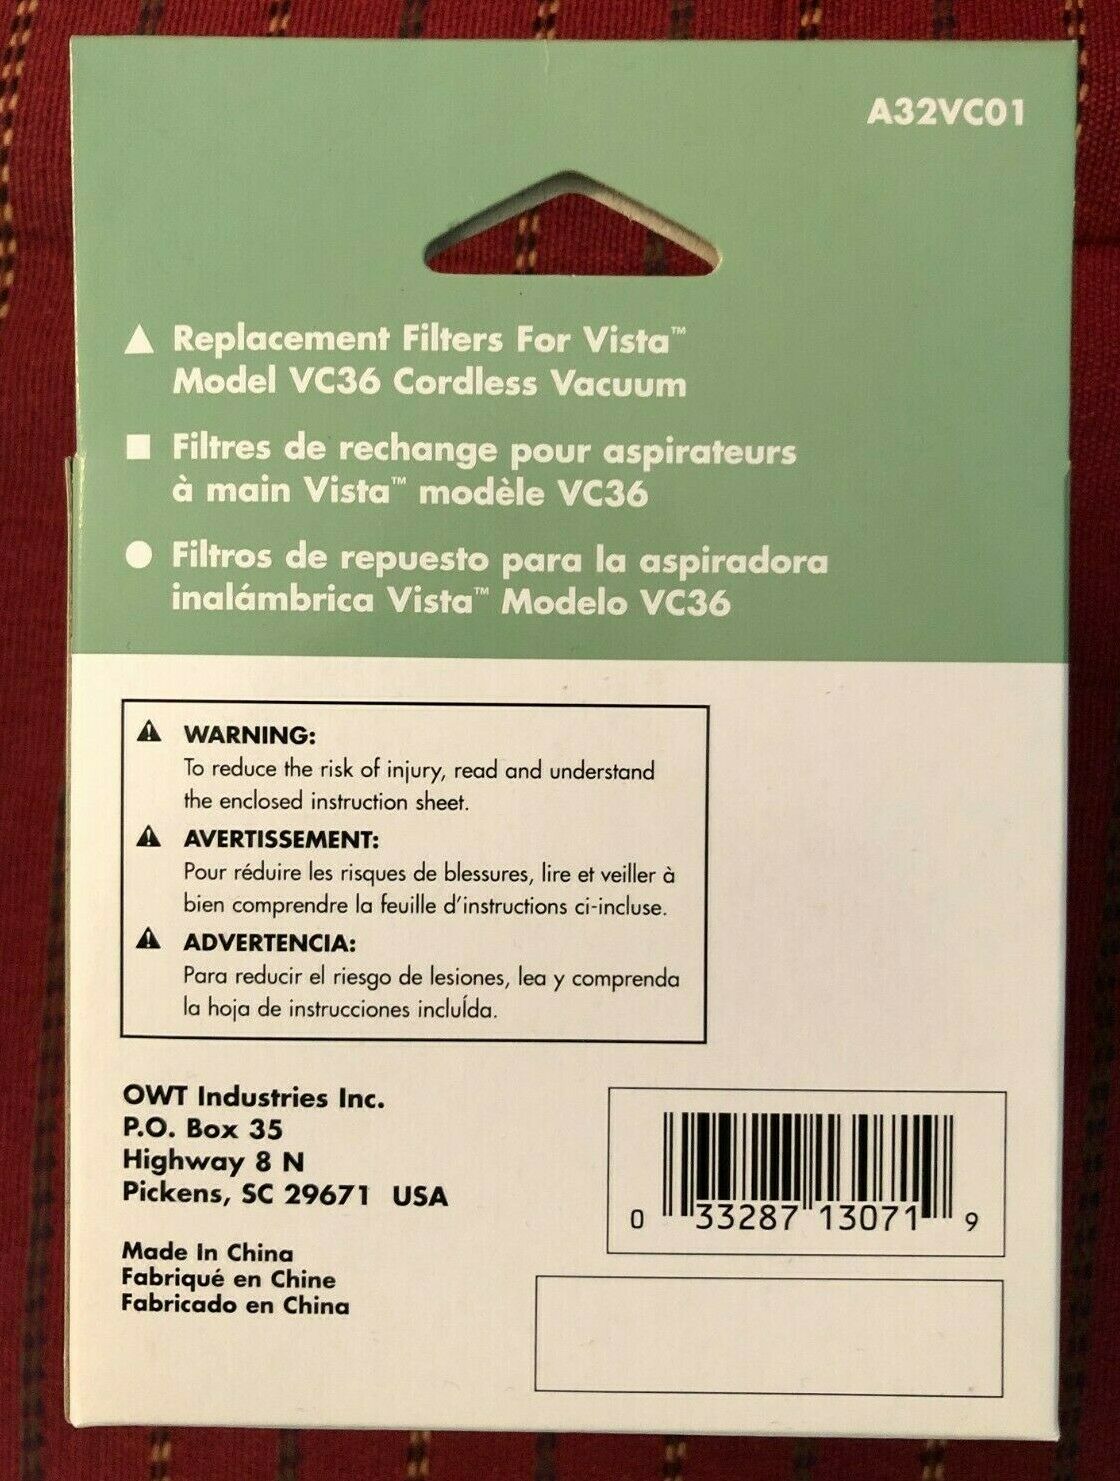 A32VC01
▲ Replacement Filters For Vista™
Model VC36 Cordless Vacuum
■ Filtres de rechange pour aspirateurs
à main Vista™ modèle VC36
● Filtros de repuesto para la aspiradora
inalámbrica Vista™ Modelo VC36
⚠ WARNING:
To reduce the risk of injury, read and understand
the enclosed instruction sheet.
⚠ AVERTISSEMENT:
Pour réduire les risques de blessures, lire et veiller à
bien comprendre la feuille d'instructions ci-incluse.
⚠ ADVERTENCIA:
Para reducir el riesgo de lesiones, lea y comprenda
la hoja de instrucciones incluída.
OWT Industries Inc.
P.O. Box 35
Highway 8 N
Pickens, SC 29671 USA
Made In China
Fabriqué en Chine
Fabricado en China
0 33287 13071 9